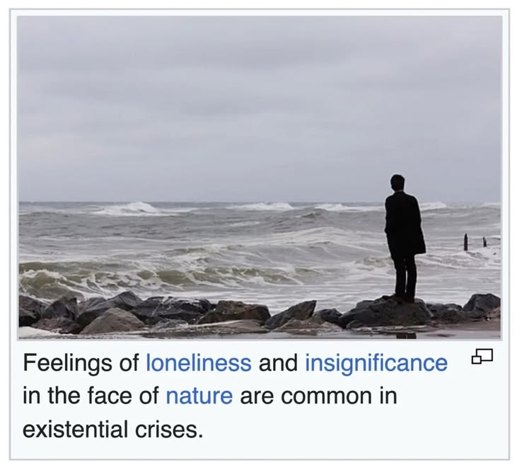 Feelings of loneliness and insignificance
in the face of nature are common in
existential crises.